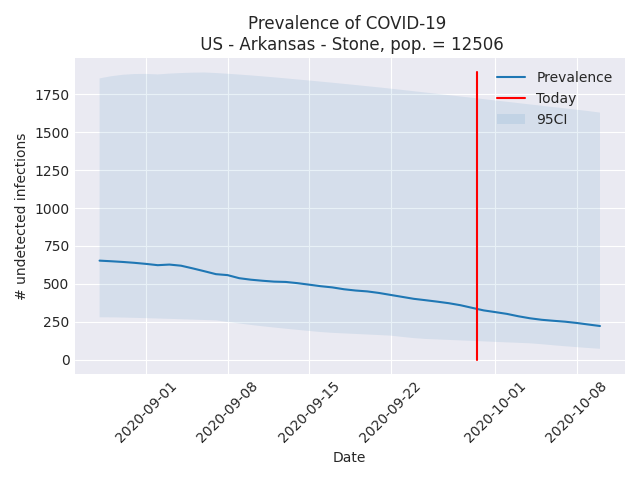 Prevalence of COVID-19
US - Arkansas - Stone, pop. = 12506
Prevalence
Today
95CI
# undetected infections
1750
1500
1250
1000
750
500
250
0
2020-09-01
2020-09-08
2020-09-15
2020-09-22
2020-10-01
2020-10-08
Date